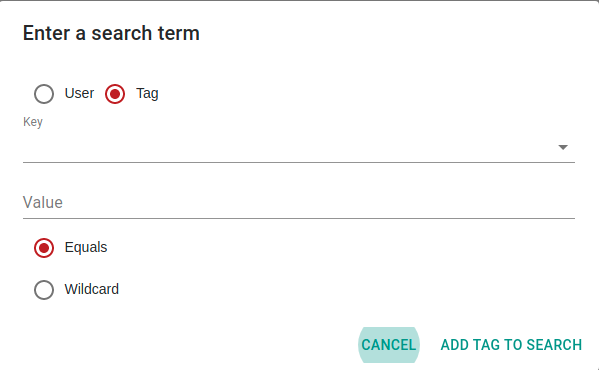 Enter a search term
User Tag
Key
Value
Equals
Wildcard
CANCEL ADD TAG TO SEARCH